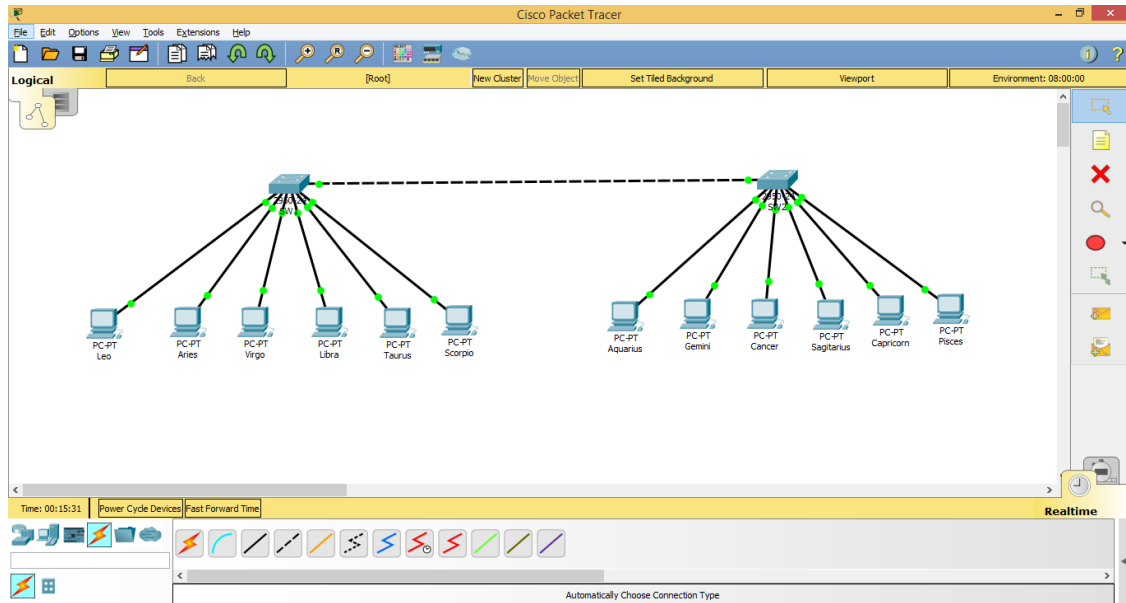 Cisco Packet Tracer
File Edit Options View Tools Extensions Help
Logical Back [Root] New Cluster Move Object Set Tiled Background Viewport Environment: 08:00:00
SW2
PC-PT
Leo
PC-PT
Aries
PC-PT
Virgo
PC-PT
Libra
PC-PT
Taurus
PC-PT
Scorpio
PC-PT
Aquarius
PC-PT
Gemini
PC-PT
Cancer
PC-PT
Sagitarius
PC-PT
Capricorn
PC-PT
Pisces
Time: 00:15:31 Power Cycle Devices Fast Forward Time Realtime
Automatically Choose Connection Type